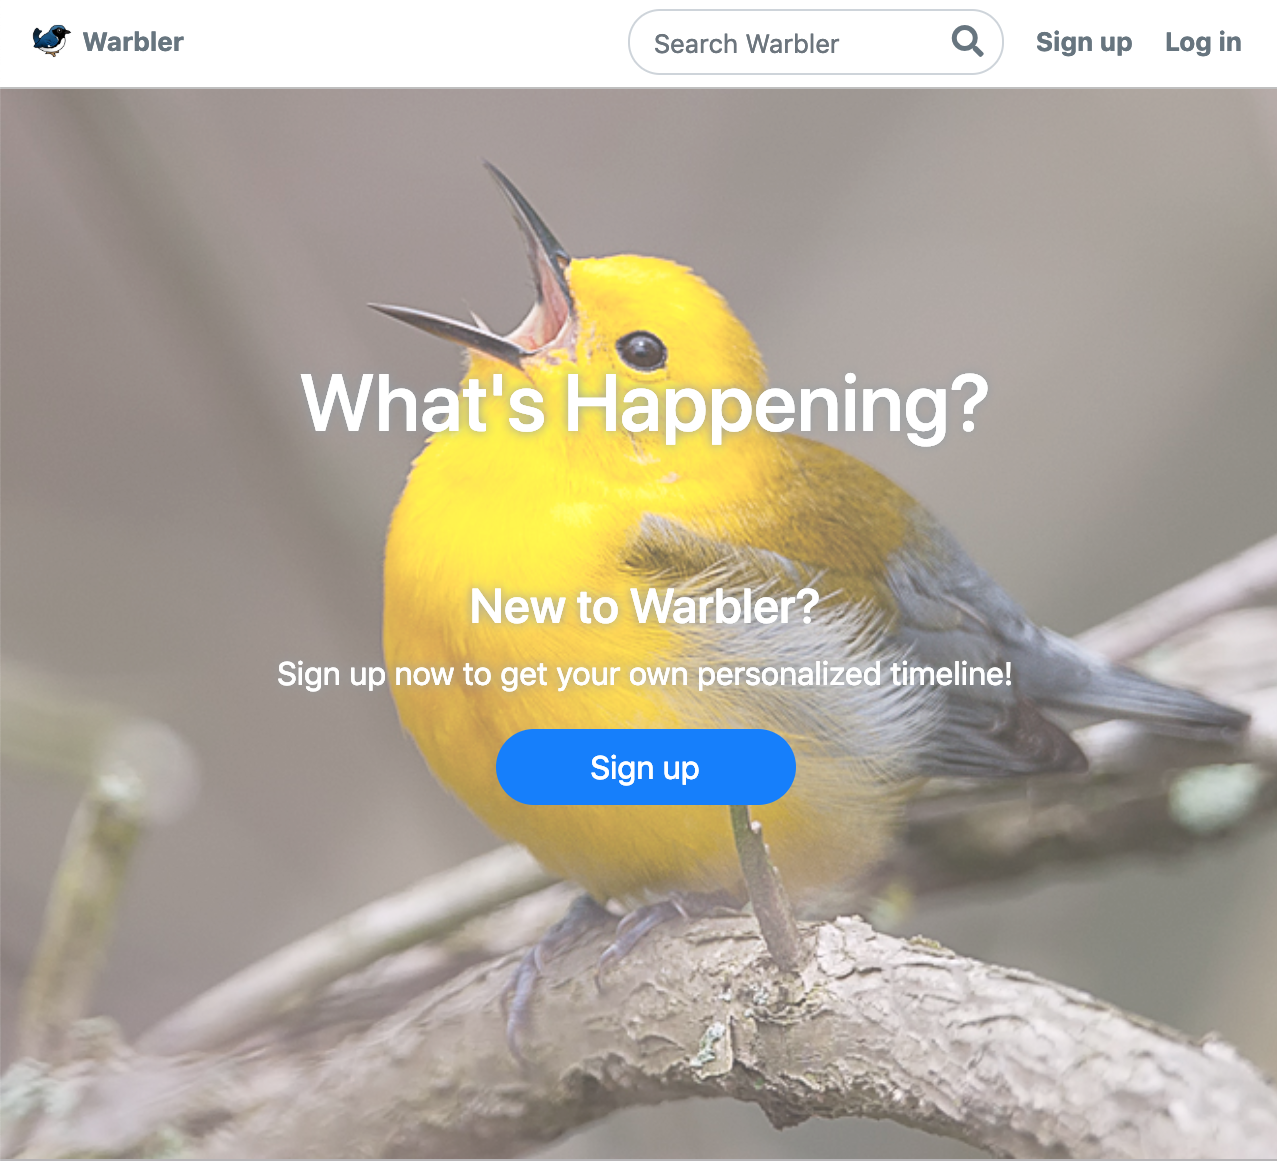 Warbler
Search Warbler
Sign up
Log in
What's Happening?
New to Warbler?
Sign up now to get your own personalized timeline!
Sign up